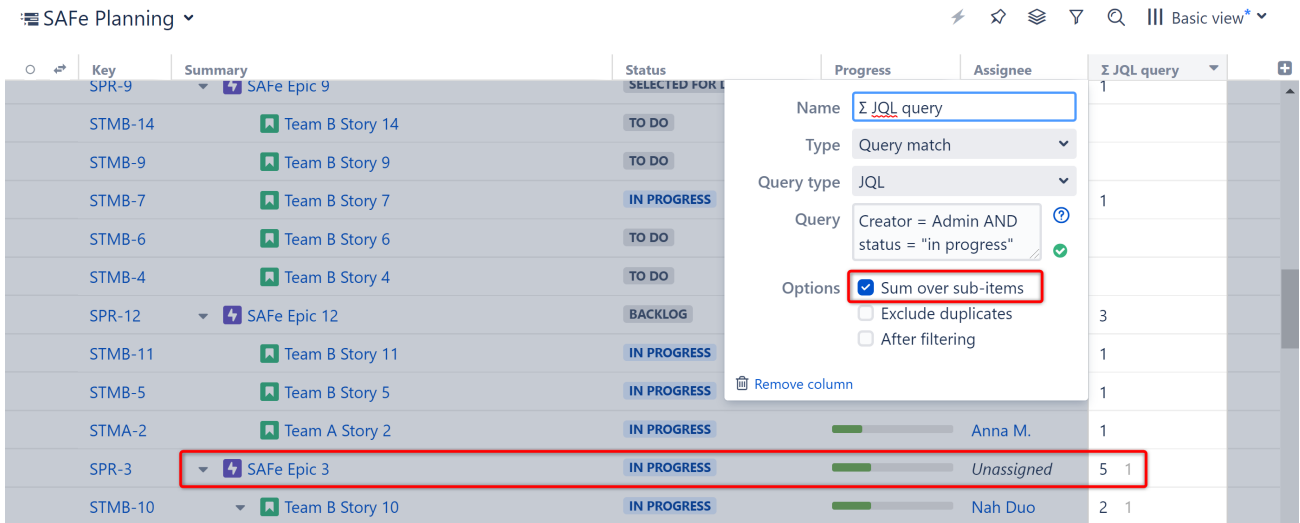 SAFe Planning
Basic view*
Key Summary Status Progress Assignee Σ JQL query
SPR-9 SAFe Epic 9 SELECTED FOR D 1
STMB-14 Team B Story 14 TO DO
STMB-9 Team B Story 9 TO DO
STMB-7 Team B Story 7 IN PROGRESS 1
STMB-6 Team B Story 6 TO DO
STMB-4 Team B Story 4 TO DO
SPR-12 SAFe Epic 12 BACKLOG 3
STMB-11 Team B Story 11 IN PROGRESS 1
STMB-5 Team B Story 5 IN PROGRESS 1
STMA-2 Team A Story 2 IN PROGRESS Anna M. 1
SPR-3 SAFe Epic 3 IN PROGRESS Unassigned 5 1
STMB-10 Team B Story 10 IN PROGRESS Nah Duo 2 1
Name Σ JQL query
Type Query match
Query type JQL
Query Creator = Admin AND
status = "in progress"
Options Sum over sub-items
Exclude duplicates
After filtering
Remove column